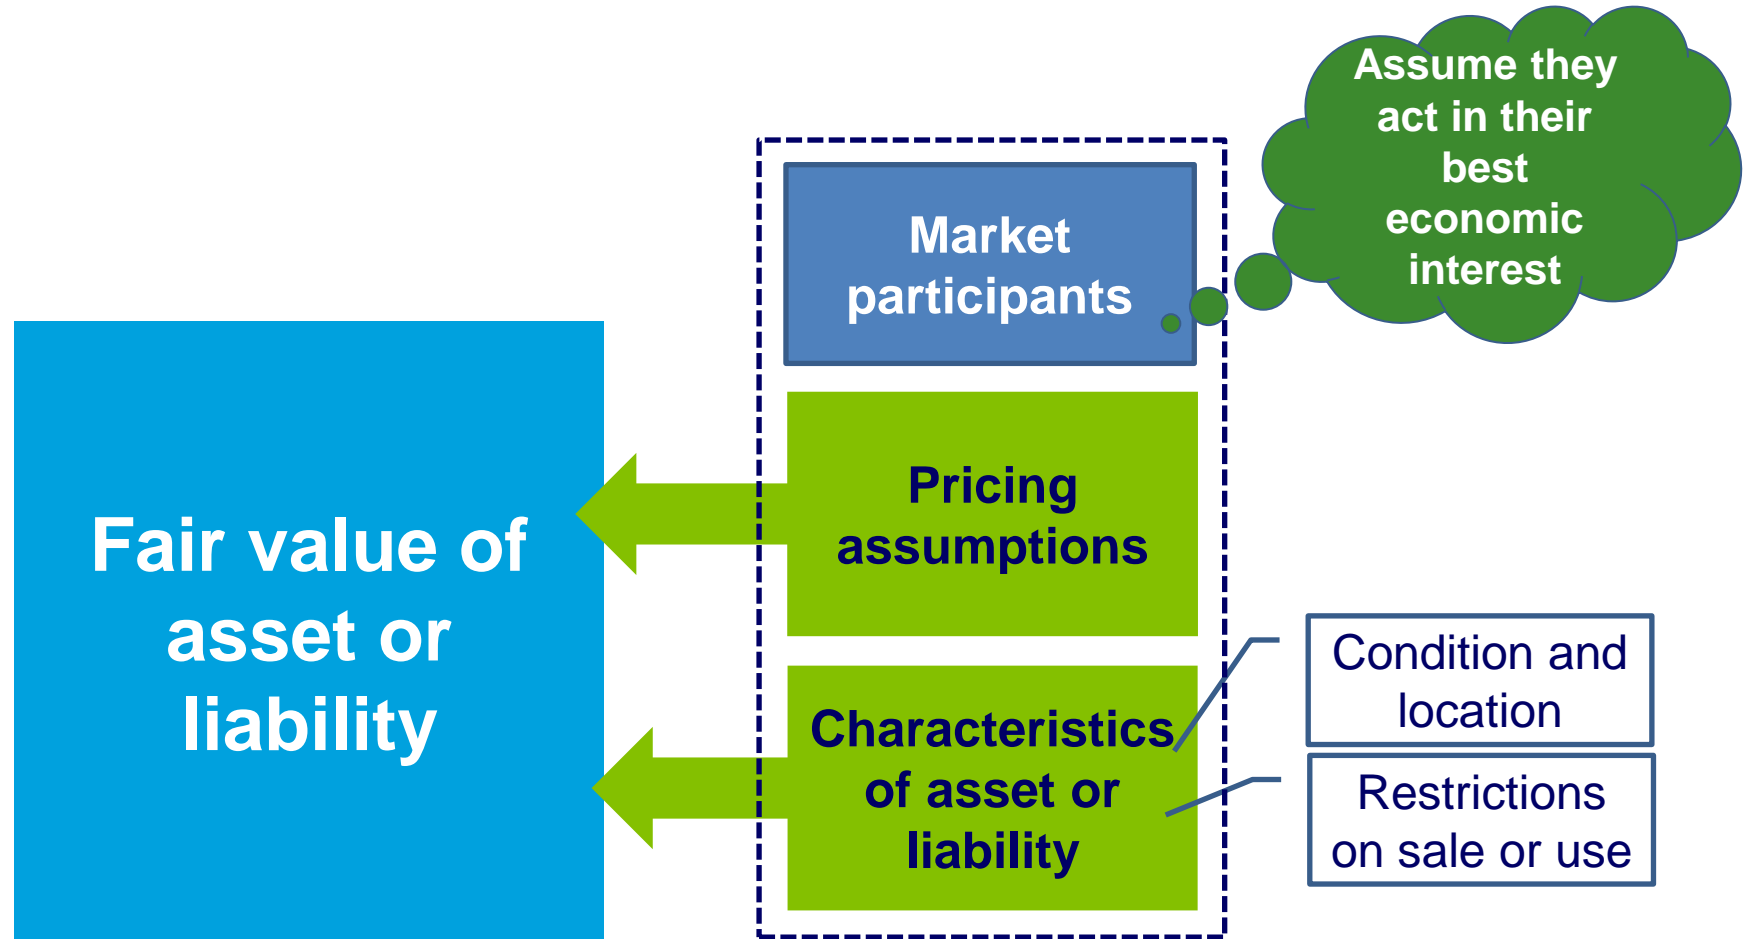 Assume they
act in their
best
economic
interest
Market
participants
Fair value of
asset or
liability
Pricing
assumptions
Characteristics
of asset or
liability
Condition and
location
Restrictions
on sale or use